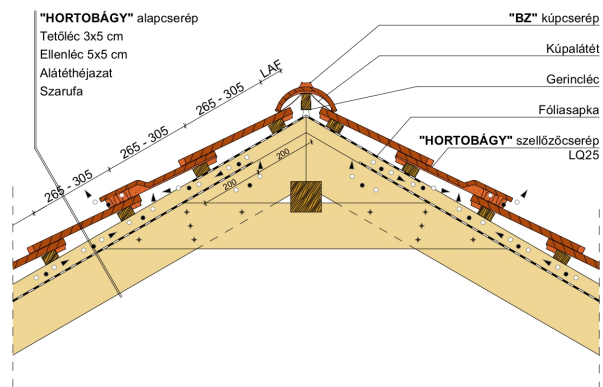 "HORTOBÁGY" alapcserép
Tetőléc 3x5 cm
Ellenléc 5x5 cm
Alátéthéjazat
Szarufa
"BZ" kúpcserép
Kúpalátét
Gerincléc
Fóliasapka
"HORTOBÁGY" szellőzőcserép
LQ25
LAF
265 - 305
265 - 305
265 - 305
200
200